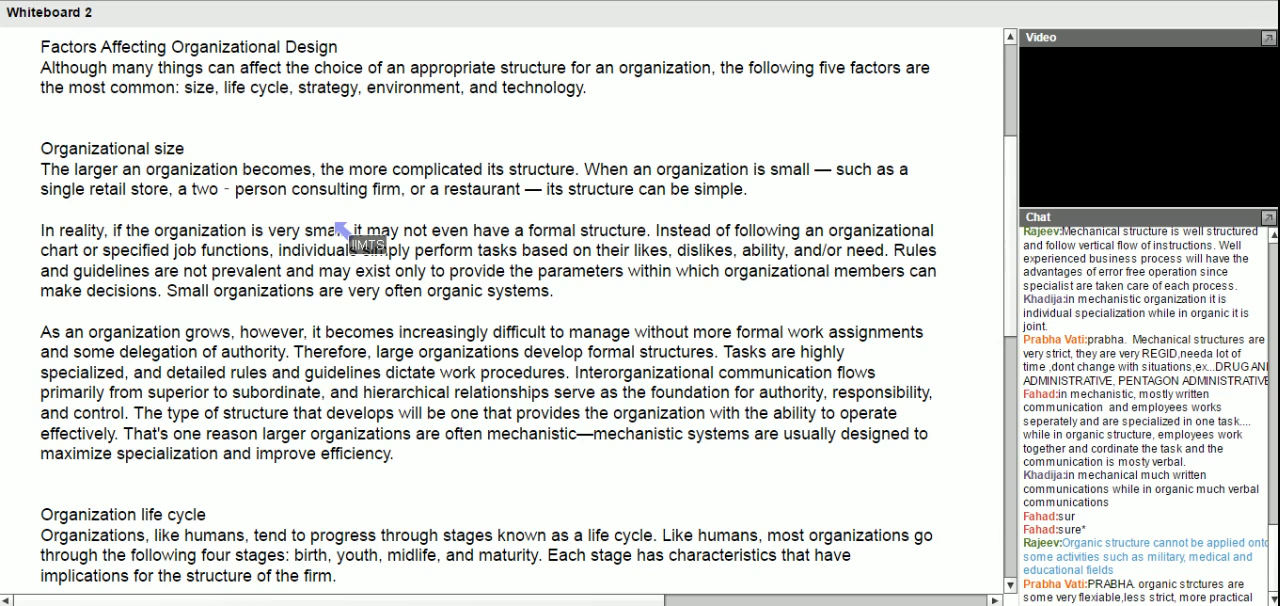 Whiteboard 2
Factors Affecting Organizational Design
Although many things can affect the choice of an appropriate structure for an organization, the following five factors are
the most common: size, life cycle, strategy, environment, and technology.
Organizational size
The larger an organization becomes, the more complicated its structure. When an organization is small — such as a
single retail store, a two - person consulting firm, or a restaurant — its structure can be simple.
In reality, if the organization is very small it may not even have a formal structure. Instead of following an organizational
chart or specified job functions, individuals simply perform tasks based on their likes, dislikes, ability, and/or need. Rules
and guidelines are not prevalent and may exist only to provide the parameters within which organizational members can
make decisions. Small organizations are very often organic systems.
As an organization grows, however, it becomes increasingly difficult to manage without more formal work assignments
and some delegation of authority. Therefore, large organizations develop formal structures. Tasks are highly
specialized, and detailed rules and guidelines dictate work procedures. Interorganizational communication flows
primarily from superior to subordinate, and hierarchical relationships serve as the foundation for authority, responsibility,
and control. The type of structure that develops will be one that provides the organization with the ability to operate
effectively. That's one reason larger organizations are often mechanistic—mechanistic systems are usually designed to
maximize specialization and improve efficiency.
Organization life cycle
Organizations, like humans, tend to progress through stages known as a life cycle. Like humans, most organizations go
through the following four stages: birth, youth, midlife, and maturity. Each stage has characteristics that have
implications for the structure of the firm.
IIMTS
Video
Chat
Rajeev:Mechanical structure is well structured
and follow vertical flow of instructions. Well
experienced business process will have the
advantages of error free operation since
specialist are taken care of each process.
Khadija:in mechanistic organization it is
individual specialization while in organic it is
joint.
Prabha Vati:prabha. Mechanical structures are
very strict, they are very REGID,needa lot of
time ,dont change with situations,ex...DRUG AN
ADMINISTRATIVE, PENTAGON ADMINISTRATIVE
Fahad:in mechanistic, mostly written
communication and employees works
seperately and are specialized in one task....
while in organic structure, employees work
together and cordinate the task and the
communication is mosty verbal.
Khadija:in mechanical much written
communications while in organic much verbal
communications
Fahad:sur
Fahad:sure*
Rajeev:Organic structure cannot be applied onto
some activities such as military, medical and
educational fields
Prabha Vati:PRABHA. organic strctures are
some very flexiable,less strict, more practical